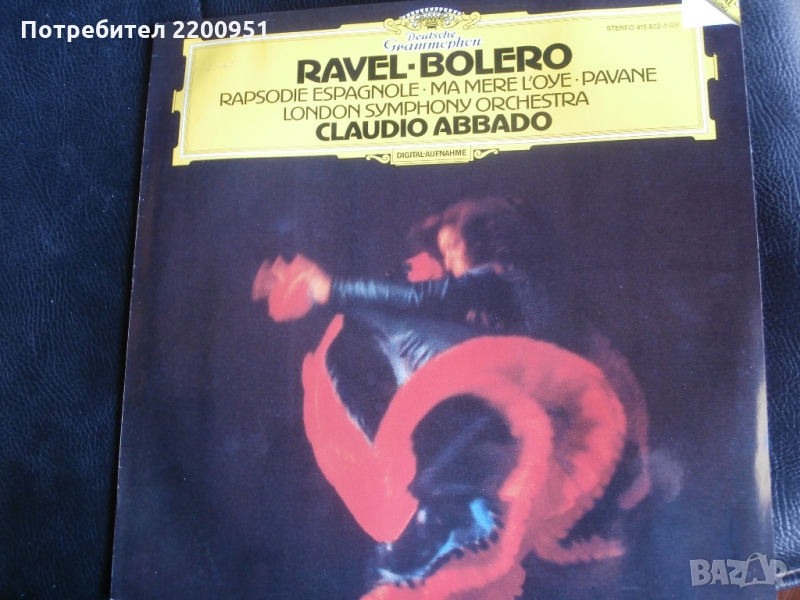 Потребител 2200951
Deutsche
Grammophon
STEREO 415 972-1
RAVEL·BOLERO
RAPSODIE ESPAGNOLE·MA MERE L'OYE·PAVANE
LONDON SYMPHONY ORCHESTRA
CLAUDIO ABBADO
DIGITAL-AUFNAHME
BAZAR